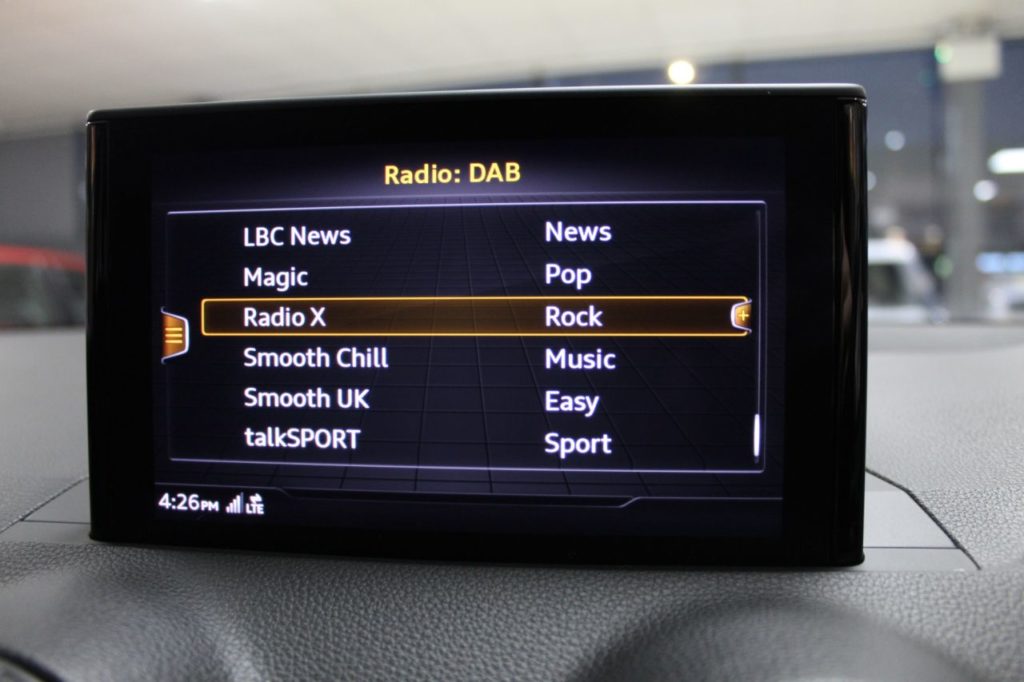 Radio: DAB
LBC News News
Magic Pop
Radio X Rock
Smooth Chill Music
Smooth UK Easy
talkSPORT Sport
4:26PM LTE